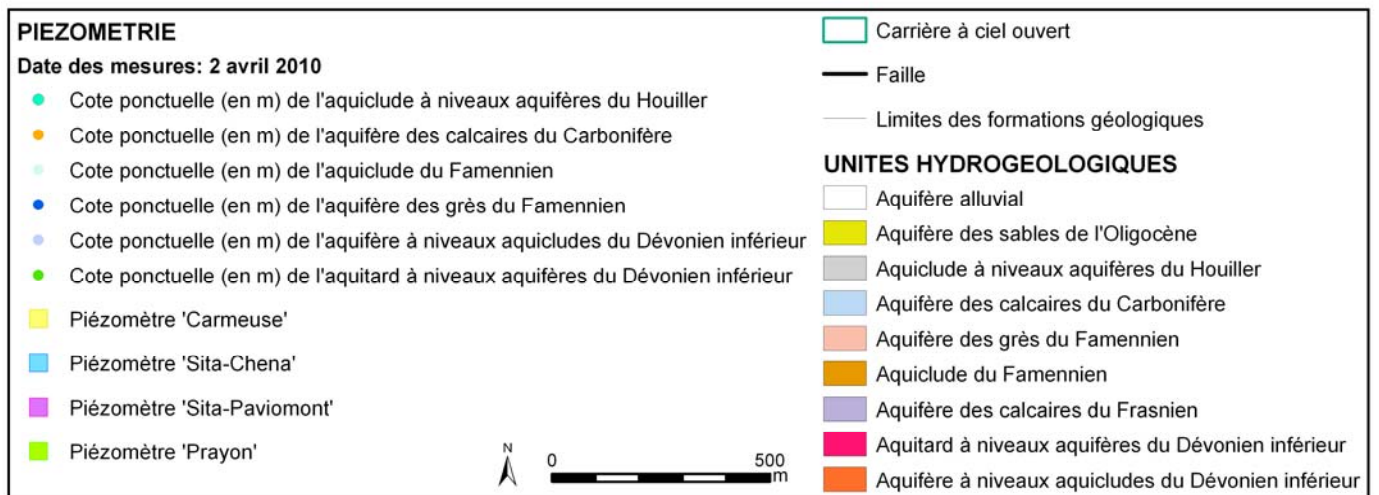 PIEZOMETRIE
Date des mesures: 2 avril 2010
Cote ponctuelle (en m) de l'aquiclude à niveaux aquifères du Houiller
Cote ponctuelle (en m) de l'aquifère des calcaires du Carbonifère
Cote ponctuelle (en m) de l'aquiclude du Famennien
Cote ponctuelle (en m) de l'aquifère des grès du Famennien
Cote ponctuelle (en m) de l'aquifère à niveaux aquicludes du Dévonien inférieur
Cote ponctuelle (en m) de l'aquitard à niveaux aquifères du Dévonien inférieur
Piézomètre 'Carmeuse'
Piézomètre 'Sita-Chena'
Piézomètre 'Sita-Paviomont'
Piézomètre 'Prayon'
N
0 500
m
Carrière à ciel ouvert
Faille
Limites des formations géologiques
UNITES HYDROGEOLOGIQUES
Aquifère alluvial
Aquifère des sables de l'Oligocène
Aquiclude à niveaux aquifères du Houiller
Aquifère des calcaires du Carbonifère
Aquifère des grès du Famennien
Aquiclude du Famennien
Aquifère des calcaires du Frasnien
Aquitard à niveaux aquifères du Dévonien inférieur
Aquifère à niveaux aquicludes du Dévonien inférieur